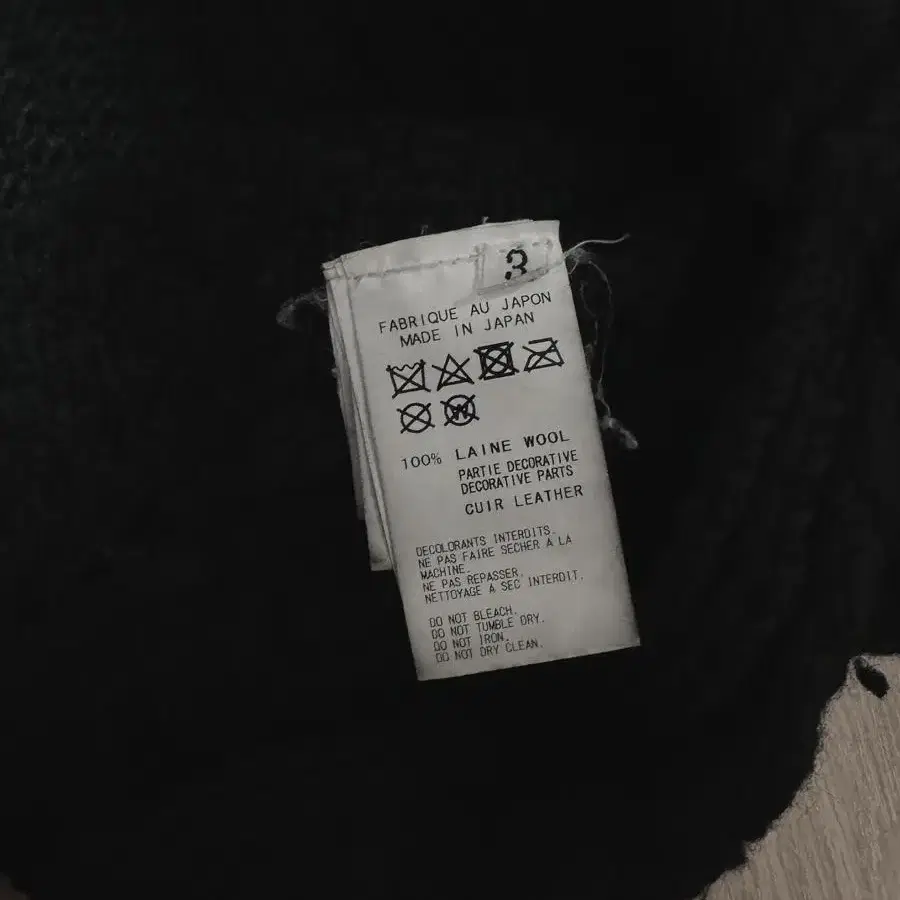 3
FABRIQUE AU JAPON
MADE IN JAPAN
W
100% LAINE WOOL
PARTIE DECORATIVE
DECORATIVE PARTS
CUIR LEATHER
DECOLORANTS INTERDITS.
NE PAS FAIRE SECHER A LA
MACHINE.
NE PAS REPASSER.
NETTOYAGE A SEC INTERDIT.
DO NOT BLEACH.
DO NOT TUMBLE DRY.
DO NOT IRON.
DO NOT DRY CLEAN.